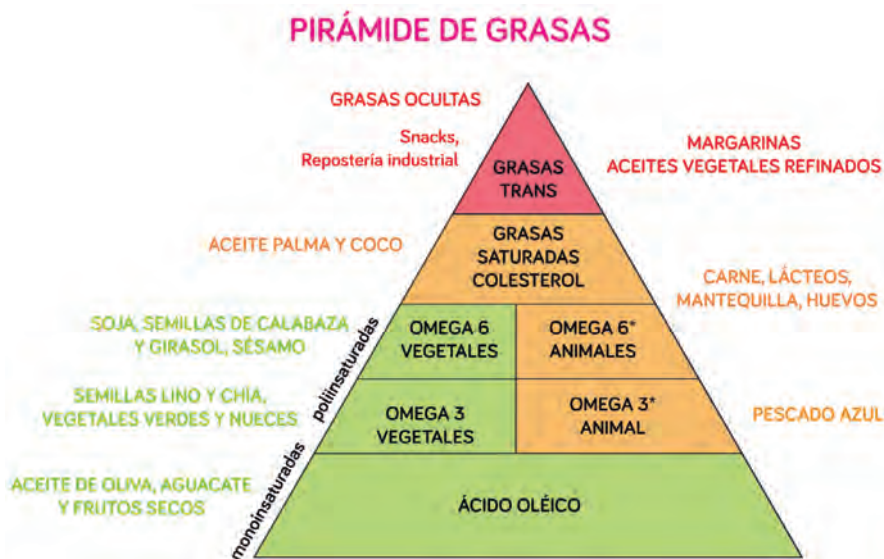 PIRÁMIDE DE GRASAS
GRASAS OCULTAS
Snacks,
Repostería industrial
GRASAS
TRANS
MARGARINAS
ACEITES VEGETALES REFINADOS
ACEITE PALMA Y COCO
GRASAS
SATURADAS
COLESTEROL
CARNE, LÁCTEOS,
MANTEQUILLA, HUEVOS
SOJA, SEMILLAS DE CALABAZA
Y GIRASOL, SÉSAMO
poliinsaturadas
OMEGA 6
VEGETALES
OMEGA 6*
ANIMALES
SEMILLAS LINO Y CHÍA,
VEGETALES VERDES Y NUECES
OMEGA 3
VEGETALES
OMEGA 3*
ANIMAL
PESCADO AZUL
ACEITE DE OLIVA, AGUACATE
Y FRUTOS SECOS
monoinsaturadas
ÁCIDO OLÉICO